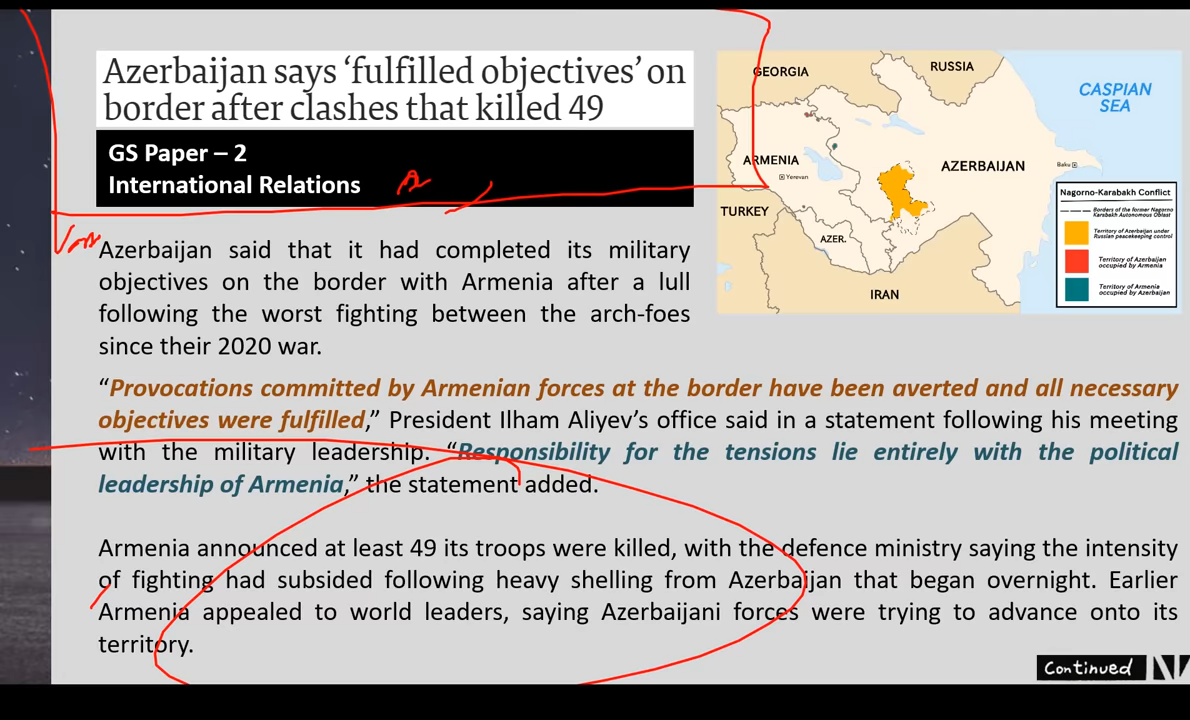 Azerbaijan says ‘fulfilled objectives’ on
border after clashes that killed 49
GS Paper – 2
International Relations
Azerbaijan said that it had completed its military
objectives on the border with Armenia after a lull
following the worst fighting between the arch-foes
since their 2020 war.
“Provocations committed by Armenian forces at the border have been averted and all necessary
objectives were fulfilled,” President Ilham Aliyev’s office said in a statement following his meeting
with the military leadership. “Responsibility for the tensions lie entirely with the political
leadership of Armenia,” the statement added.
Armenia announced at least 49 its troops were killed, with the defence ministry saying the intensity
of fighting had subsided following heavy shelling from Azerbaijan that began overnight. Earlier
Armenia appealed to world leaders, saying Azerbaijani forces were trying to advance onto its
territory.
GEORGIA
RUSSIA
CASPIAN
SEA
ARMENIA
Yerevan
AZERBAIJAN
Baku
TURKEY
AZER.
IRAN
Nagorno-Karabakh Conflict
Borders of the former Nagorno
Karabakh Autonomous Oblast
Territory of Azerbaijan under
Russian peacekeeping control
Territory of Azerbaijan
occupied by Armenia
Territory of Armenia
occupied by Azerbaijan
Continued